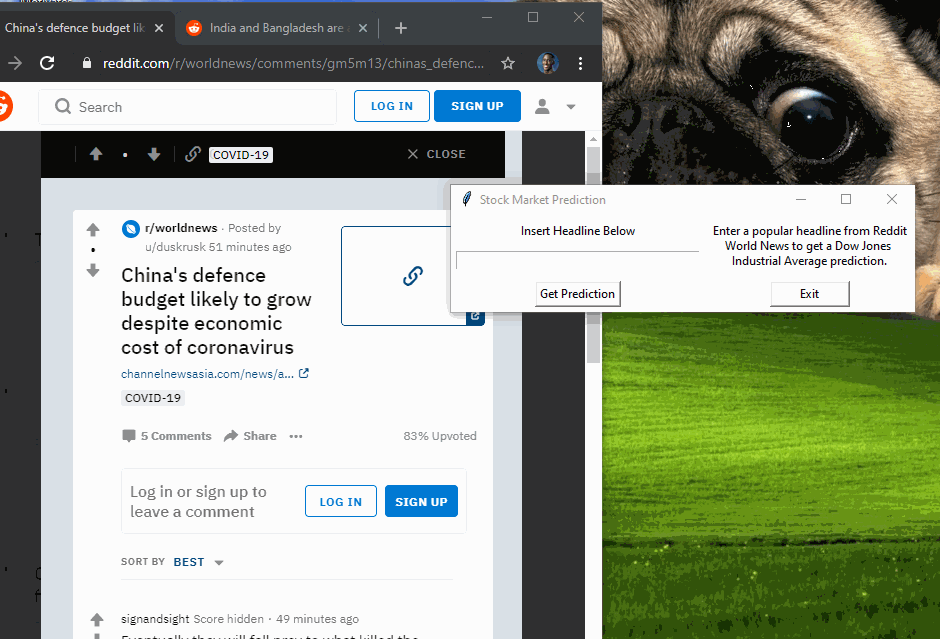 China's defence budget lik
India and Bangladesh are
reddit.com/r/worldnews/comments/gm5m13/chinas_defenc...
Search
LOG IN
SIGN UP
COVID-19
CLOSE
r/worldnews · Posted by
u/duskrusk 51 minutes ago
China's defence
budget likely to grow
despite economic
cost of coronavirus
channelnewsasia.com/news/a...
COVID-19
5 Comments
Share
83% Upvoted
Log in or sign up to
leave a comment
LOG IN
SIGN UP
SORT BY BEST
signandsight Score hidden · 49 minutes ago
Stock Market Prediction
Insert Headline Below
Get Prediction
Enter a popular headline from Reddit
World News to get a Dow Jones
Industrial Average prediction.
Exit